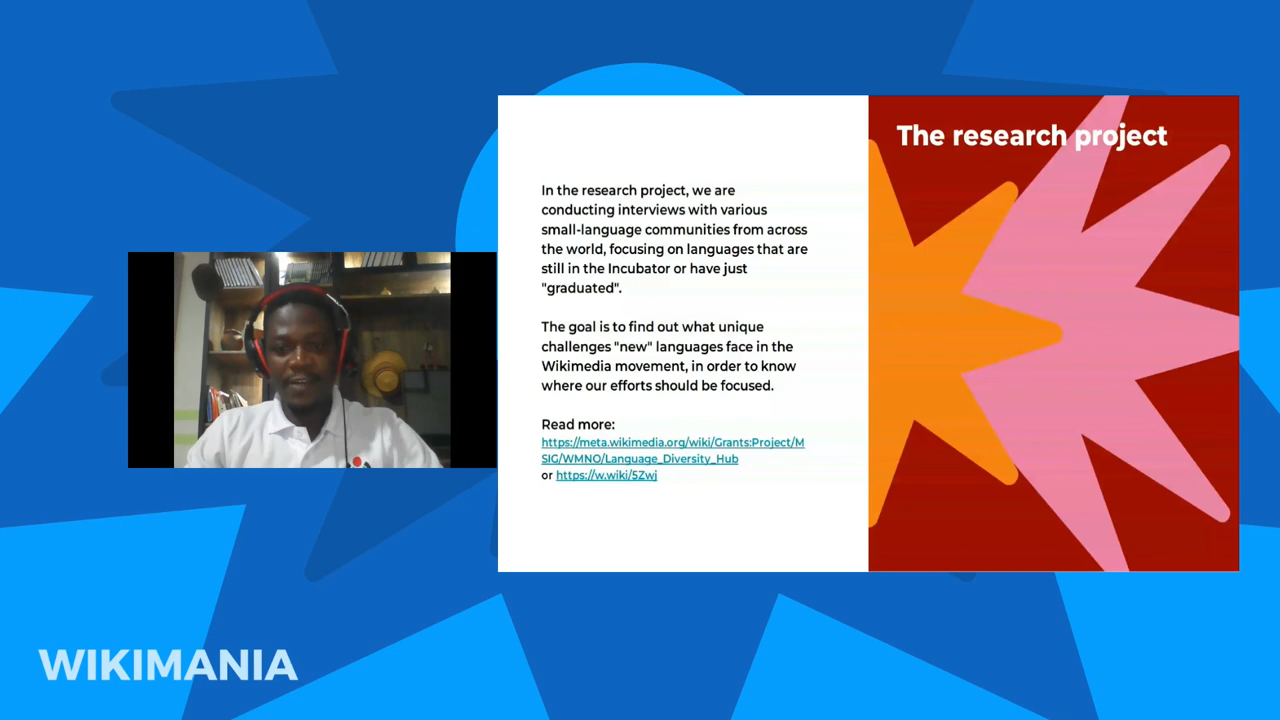 The research project
In the research project, we are
conducting interviews with various
small-language communities from across
the world, focusing on languages that are
still in the Incubator or have just
"graduated".
The goal is to find out what unique
challenges "new" languages face in the
Wikimedia movement, in order to know
where our efforts should be focused.
Read more:
https://meta.wikimedia.org/wiki/Grants:Project/M
SIG/WMNO/Language_Diversity_Hub
or https://w.wiki/5Zwj
WIKIMANIA